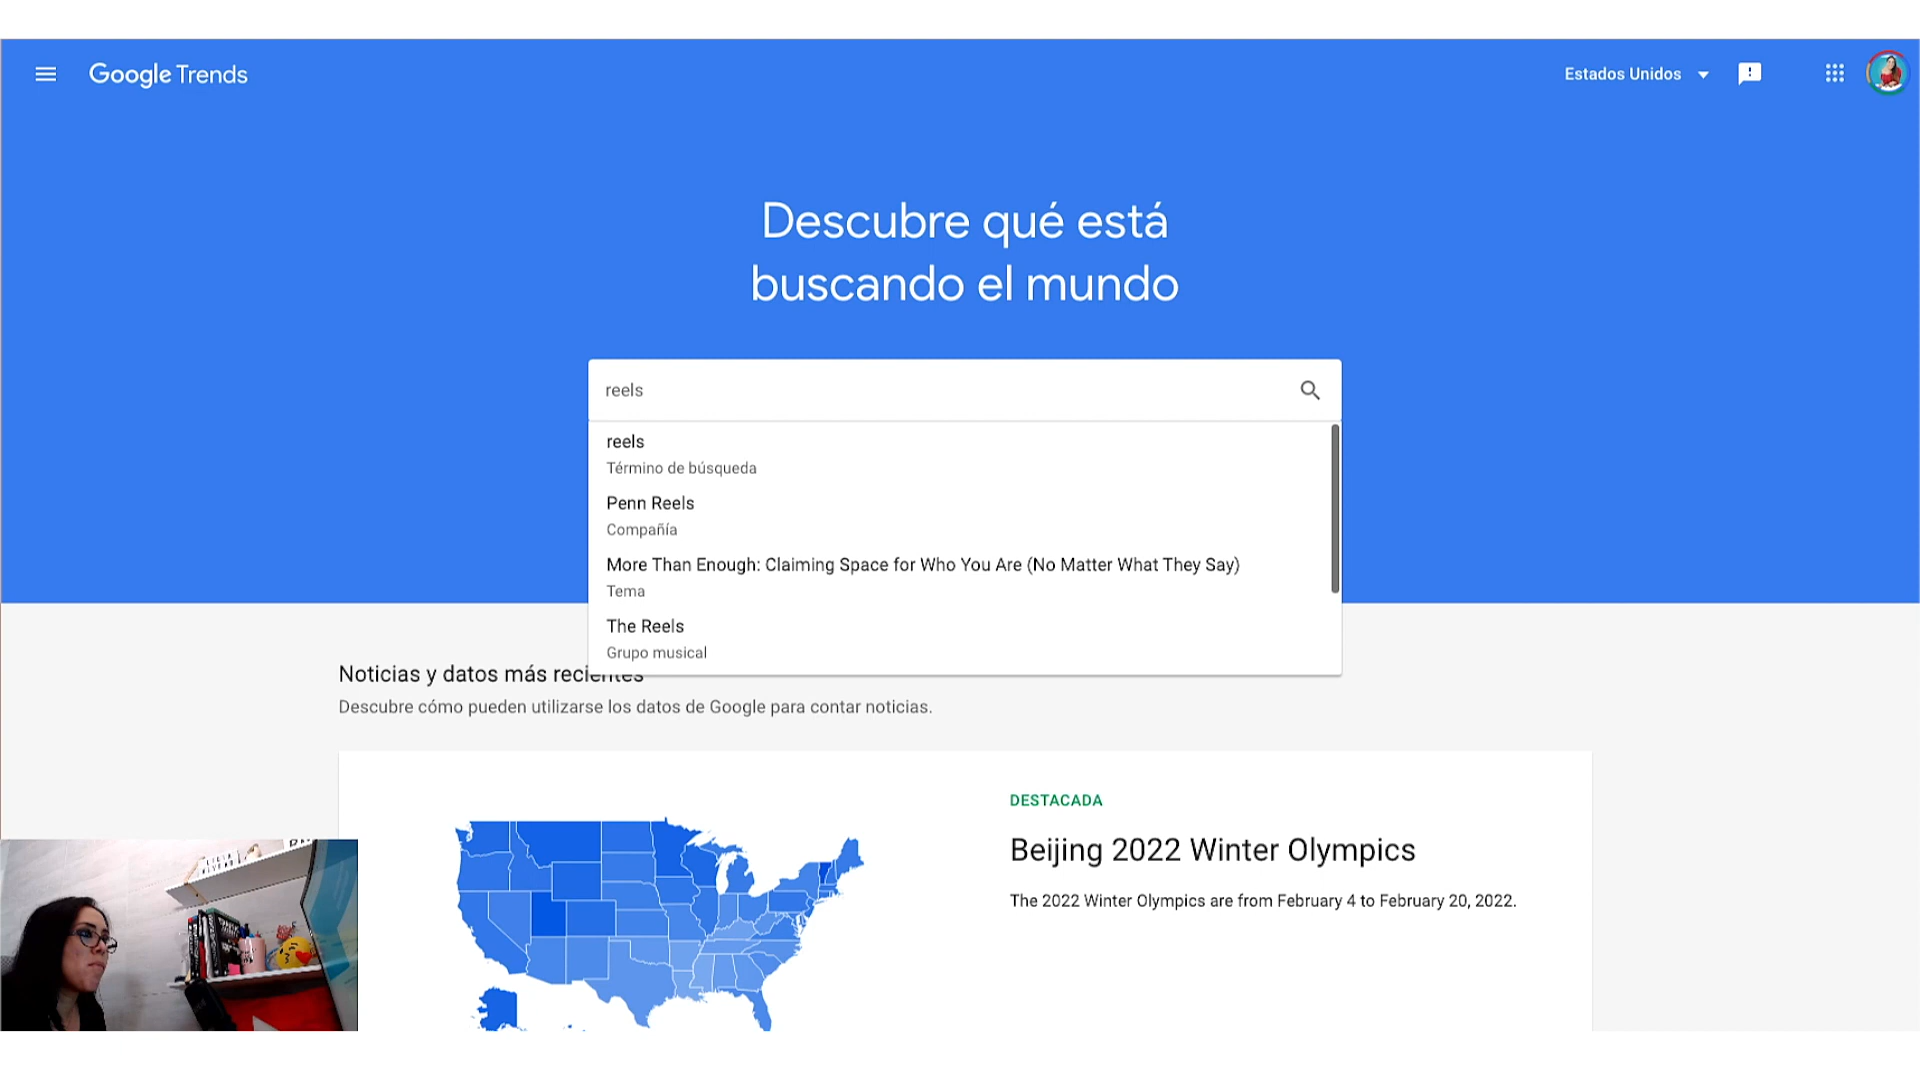 Google Trends
Estados Unidos
Descubre qué está
buscando el mundo
reels
reels
Término de búsqueda
Penn Reels
Compañía
More Than Enough: Claiming Space for Who You Are (No Matter What They Say)
Tema
The Reels
Grupo musical
Noticias y datos más recientes
Descubre cómo pueden utilizarse los datos de Google para contar noticias.
DESTACADA
Beijing 2022 Winter Olympics
The 2022 Winter Olympics are from February 4 to February 20, 2022.